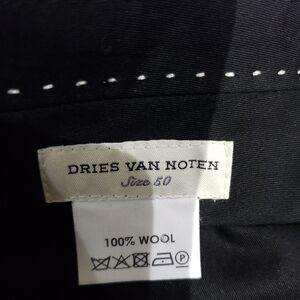 DRIES VAN NOTEN
Size 50
100% WOOL
P